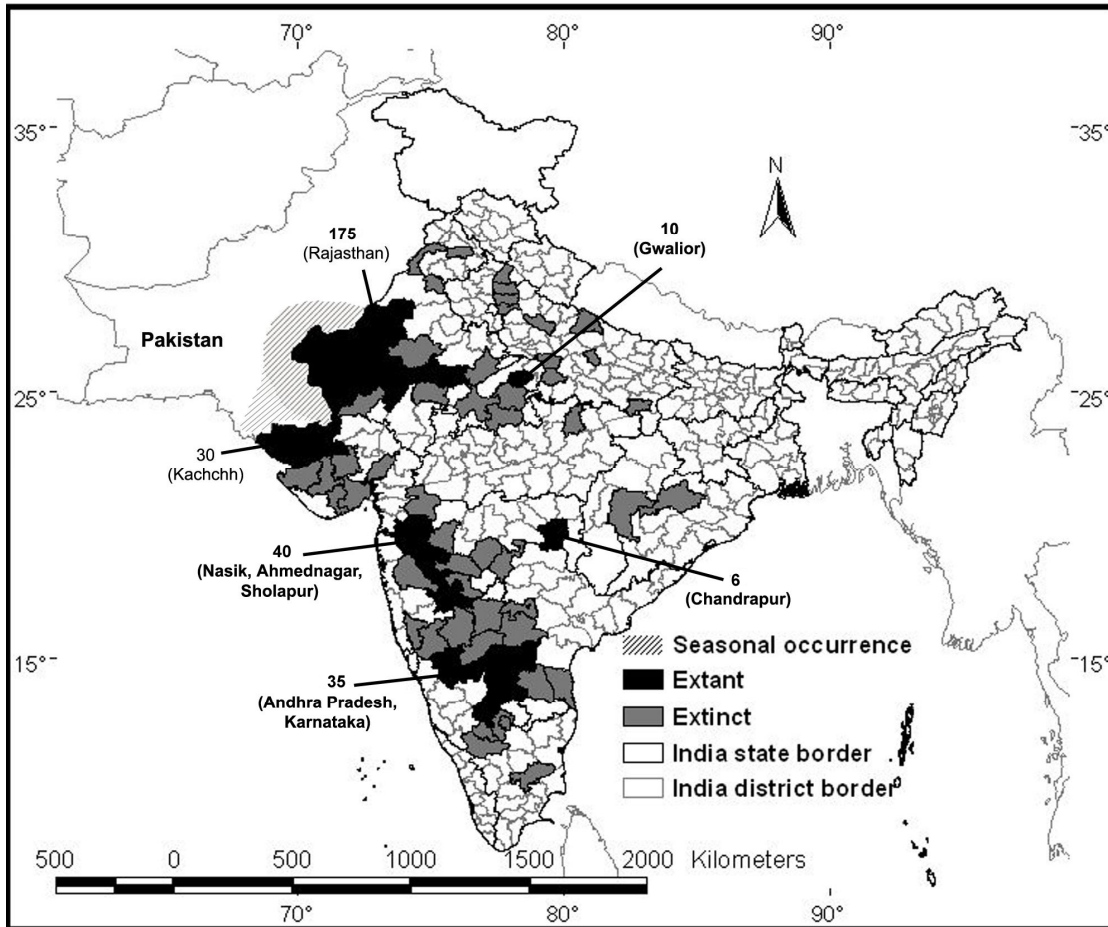 70° 80° 90°
35° 35°
N
175
(Rajasthan)
10
(Gwalior)
Pakistan
25° 25°
30
(Kachchh)
40
(Nasik, Ahmednagar,
Sholapur)
6
(Chandrapur)
15° 15°
35
(Andhra Pradesh,
Karnataka)
Seasonal occurrence
Extant
Extinct
India state border
India district border
500 0 500 1000 1500 2000 Kilometers
70° 80° 90°